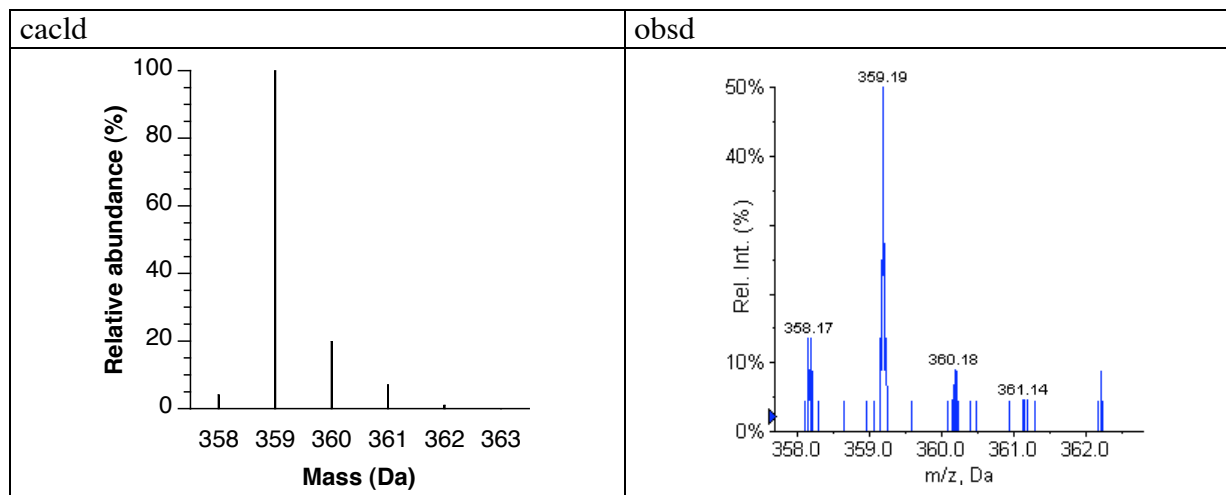 cacld
obsd
Relative abundance (%)
100
80
60
40
20
0
358 359 360 361 362 363
Mass (Da)
Rel. Int. (%)
50%
40%
10%
0%
359.19
358.17
360.18
361.14
358.0 359.0 360.0 361.0 362.0
m/z, Da